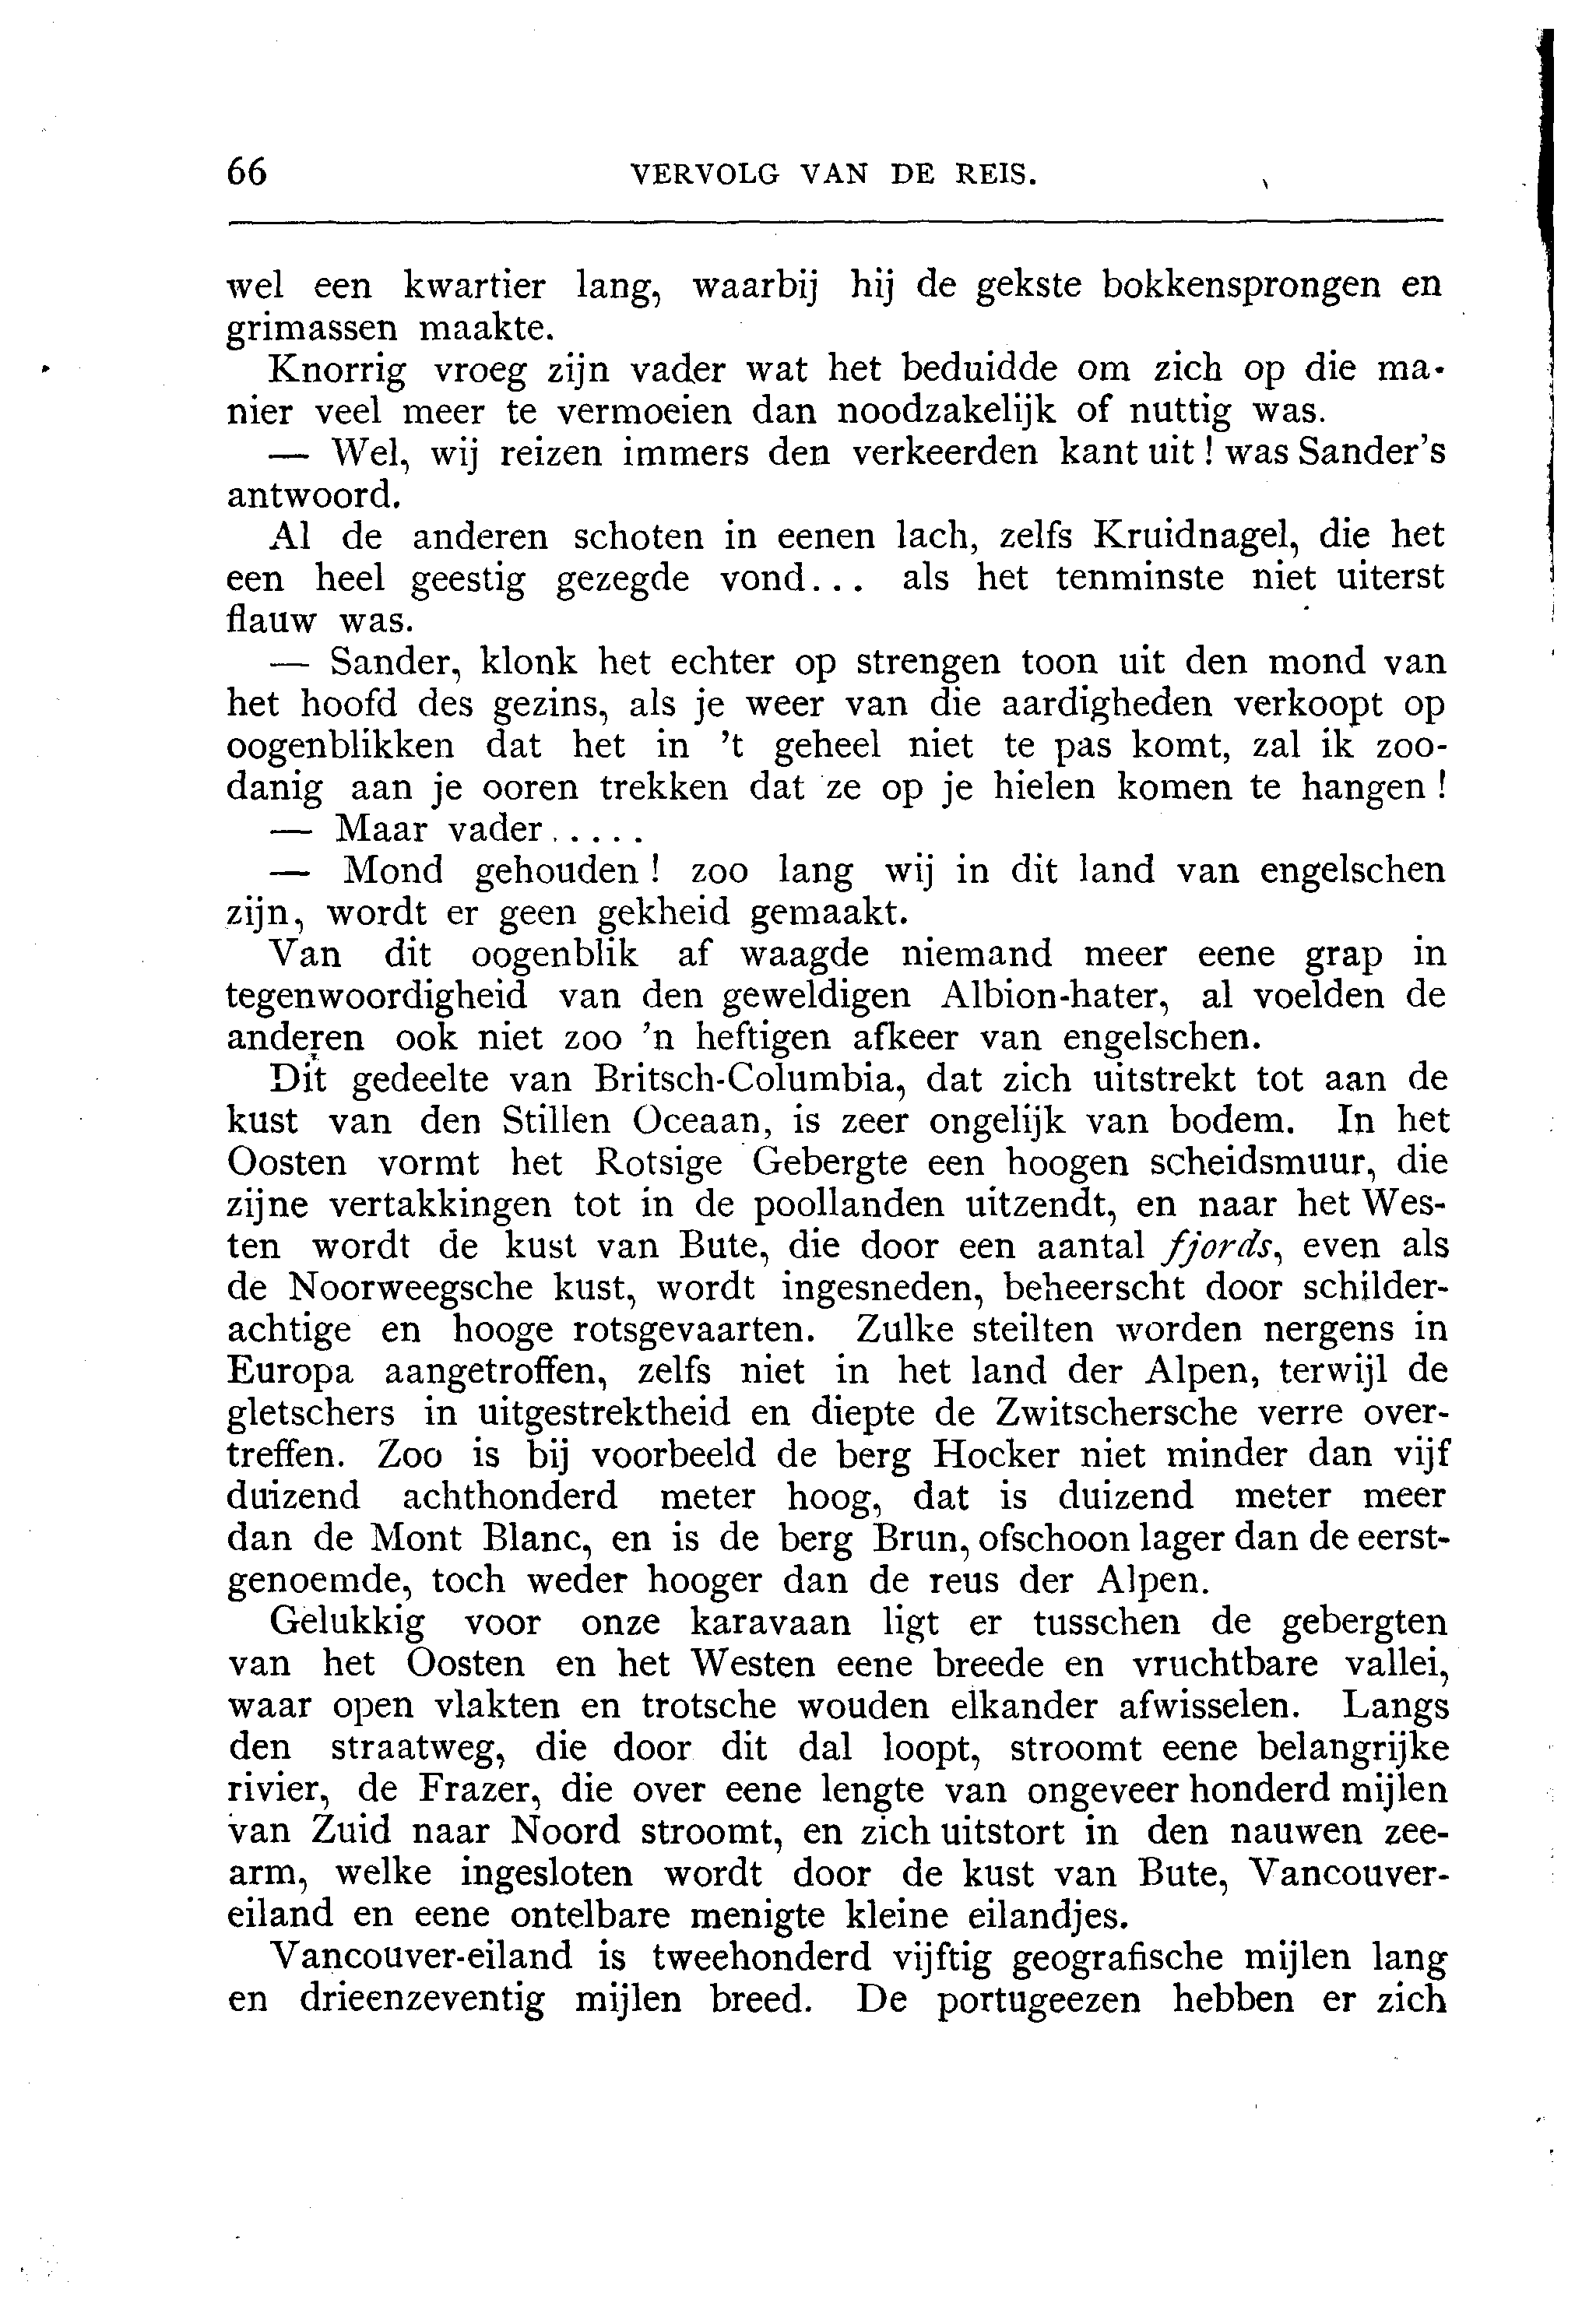 66 VERVOLG VAN DE REIS.
wel een kwartier lang, waarbij hij de gekste bokkensprongen en
grimassen maakte.
Knorrig vroeg zijn vader wat het beduidde om zich op die ma-
nier veel meer te vermoeien dan noodzakelijk of nuttig was.
— Wel, wij reizen immers den verkeerden kant uit! was Sander's
antwoord.
Al de anderen schoten in eenen lach, zelfs Kruidnagel, die het
een heel geestig gezegde vond... als het tenminste niet uiterst
flauw was.
— Sander, klonk het echter op strengen toon uit den mond van
het hoofd des gezins, als je weer van die aardigheden verkoopt op
oogenblikken dat het in 't geheel niet te pas komt, zal ik zoo-
danig aan je ooren trekken dat ze op je hielen komen te hangen!
— Maar vader.....
— Mond gehouden! zoo lang wij in dit land van engelschen
zijn, wordt er geen gekheid gemaakt.
Van dit oogenblik af waagde niemand meer eene grap in
tegenwoordigheid van den geweldigen Albion-hater, al voelden de
anderen ook niet zoo 'n heftigen afkeer van engelschen.
Dit gedeelte van Britsch-Columbia, dat zich uitstrekt tot aan de
kust van den Stillen Oceaan, is zeer ongelijk van bodem. In het
Oosten vormt het Rotsige Gebergte een hoogen scheidsmuur, die
zijne vertakkingen tot in de poollanden uitzendt, en naar het Wes-
ten wordt de kust van Bute, die door een aantal fjords, even als
de Noorweegsche kust, wordt ingesneden, beheerscht door schilder-
achtige en hooge rotsgevaarten. Zulke steilten worden nergens in
Europa aangetroffen, zelfs niet in het land der Alpen, terwijl de
gletschers in uitgestrektheid en diepte de Zwitschersche verre over-
treffen. Zoo is bij voorbeeld de berg Hocker niet minder dan vijf
duizend achthonderd meter hoog, dat is duizend meter meer
dan de Mont Blanc, en is de berg Brun, ofschoon lager dan de eerst-
genoemde, toch weder hooger dan de reus der Alpen.
Gelukkig voor onze karavaan ligt er tusschen de gebergten
van het Oosten en het Westen eene breede en vruchtbare vallei,
waar open vlakten en trotsche wouden elkander afwisselen. Langs
den straatweg, die door dit dal loopt, stroomt eene belangrijke
rivier, de Frazer, die over eene lengte van ongeveer honderd mijlen
van Zuid naar Noord stroomt, en zich uitstort in den nauwen zee-
arm, welke ingesloten wordt door de kust van Bute, Vancouver-
eiland en eene ontelbare menigte kleine eilandjes.
Vancouver-eiland is tweehonderd vijftig geografische mijlen lang
en drieenzeventig mijlen breed. De portugeezen hebben er zich